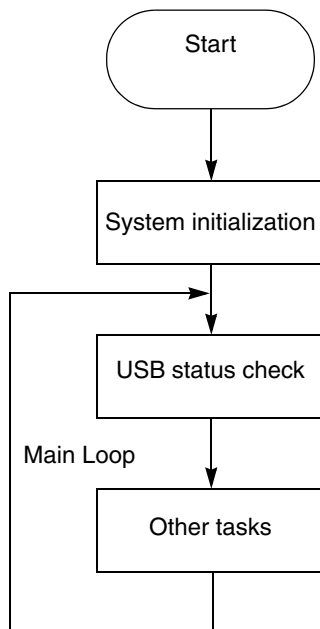 Start
System initialization
USB status check
Main Loop
Other tasks